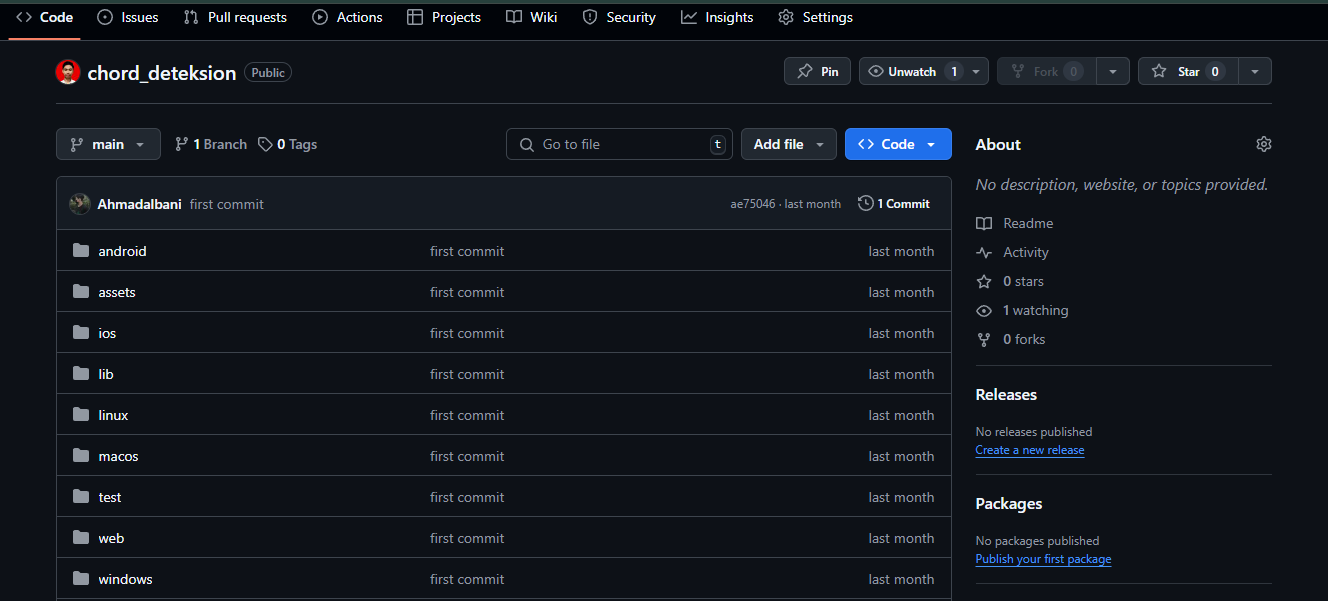 Code Issues Pull requests Actions Projects Wiki Security Insights Settings
chord_deteksion Public Pin Unwatch 1 Fork 0 Star 0
main 1 Branch 0 Tags Go to file t Add file Code
Ahmadalbani first commit ae75046 · last month 1 Commit
android first commit last month
assets first commit last month
ios first commit last month
lib first commit last month
linux first commit last month
macos first commit last month
test first commit last month
web first commit last month
windows first commit last month
About
No description, website, or topics provided.
Readme
Activity
0 stars
1 watching
0 forks
Releases
No releases published
Create a new release
Packages
No packages published
Publish your first package